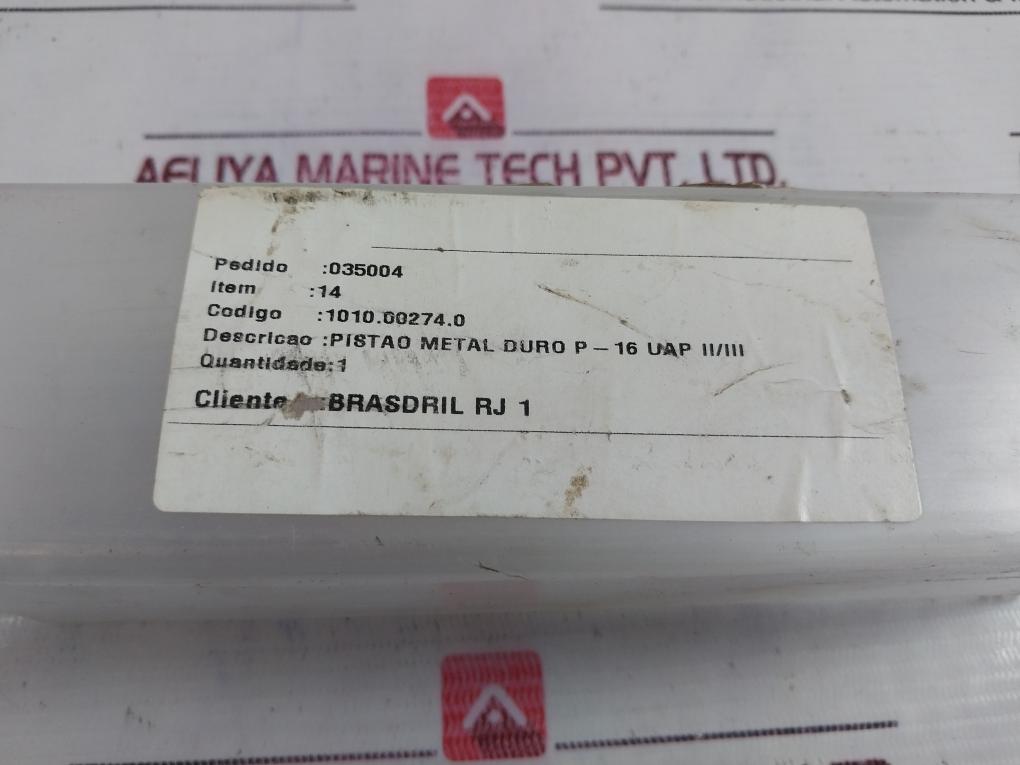 AELIYA MARINE TECH PVT. LTD.
Pedido :035004
Item :14
Codigo :1010.00274.0
Descricao :PISTAO METAL DURO P-16 UAP II/III
Quantidade:1
Cliente :BRASDRIL RJ 1